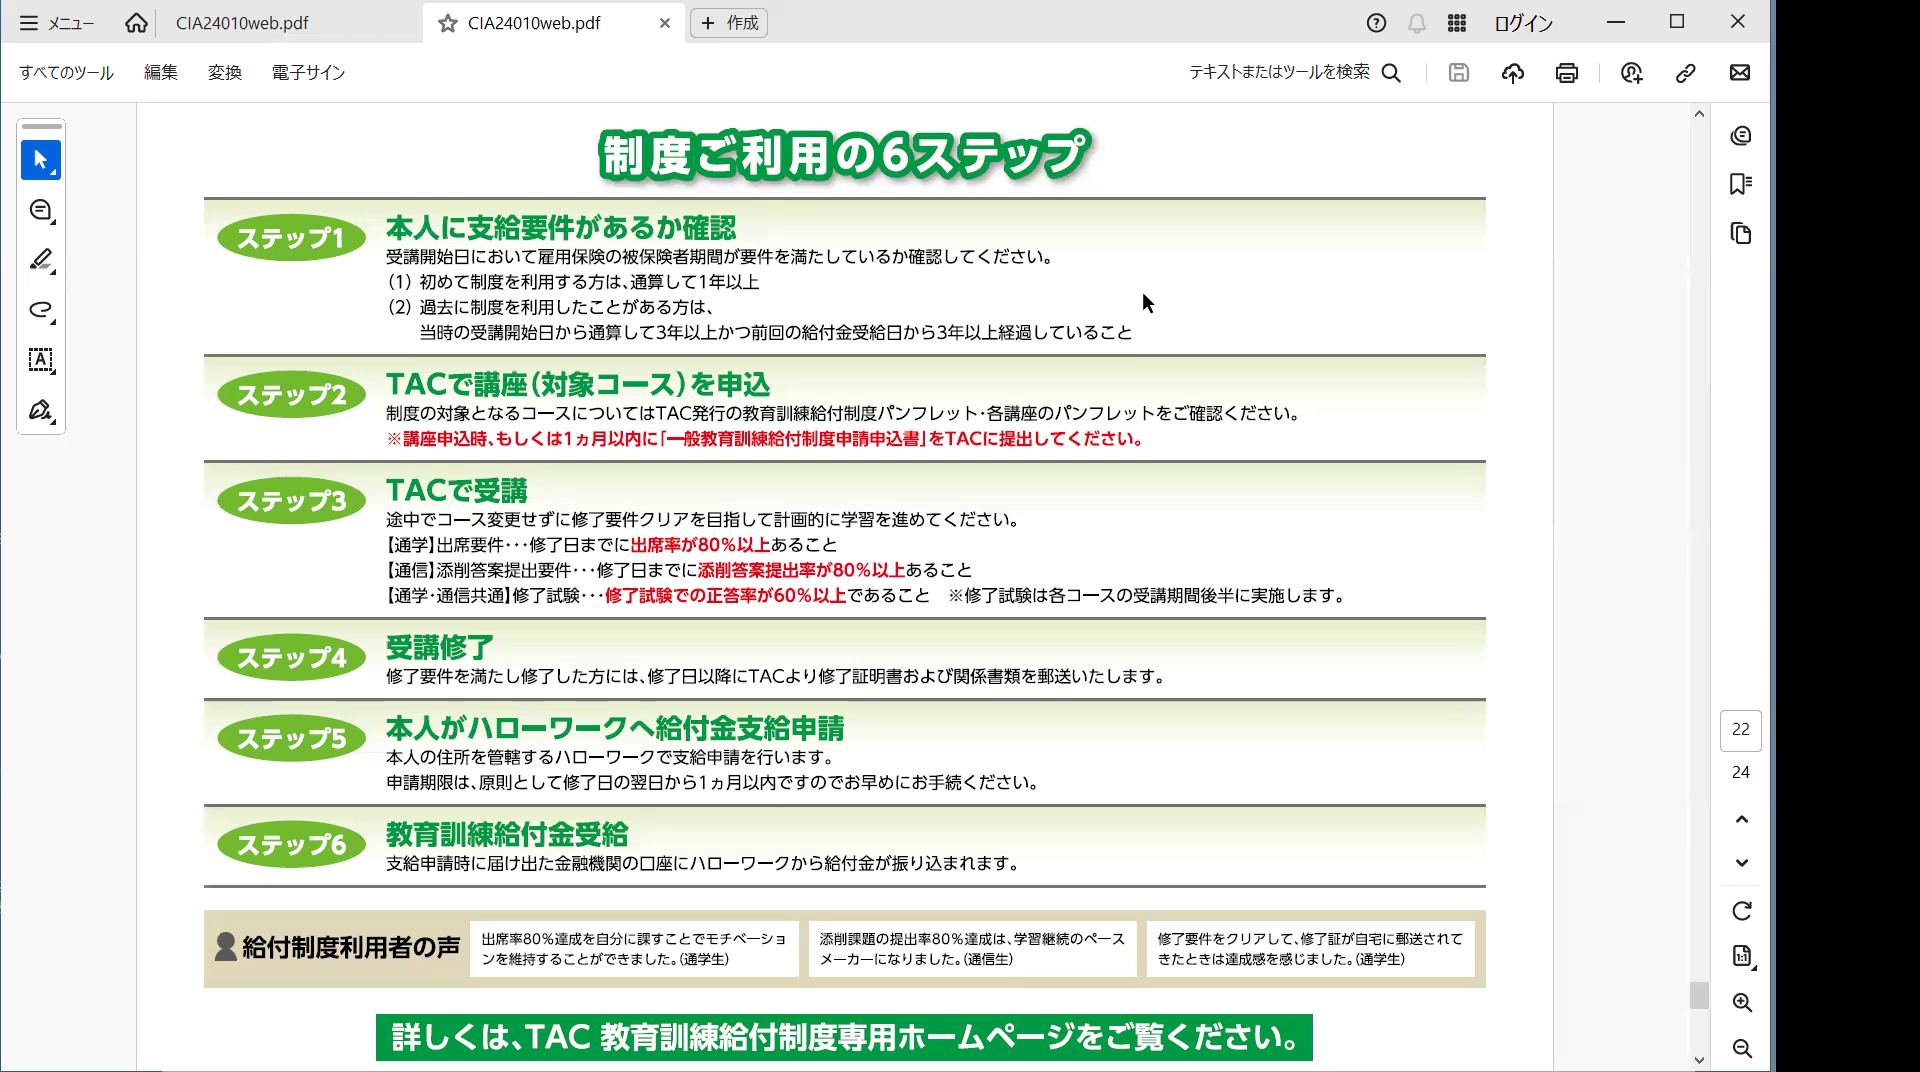 メニュー
CIA24010web.pdf
CIA24010web.pdf
作成
ログイン
すべてのツール
編集
変換
電子サイン
テキストまたはツールを検索
制度ご利用の6ステップ
ステップ1
本人に支給要件があるか確認
受講開始日において雇用保険の被保険者期間が要件を満たしているか確認してください。
(1) 初めて制度を利用する方は、通算して1年以上
(2) 過去に制度を利用したことがある方は、
当時の受講開始日から通算して3年以上かつ前回の給付金受給日から3年以上経過していること
ステップ2
TACで講座(対象コース)を申込
制度の対象となるコースについてはTAC発行の教育訓練給付制度パンフレット・各講座のパンフレットをご確認ください。
※講座申込時、もしくは1ヵ月以内に「一般教育訓練給付制度申請申込書」をTACに提出してください。
ステップ3
TACで受講
途中でコース変更せずに修了要件クリアを目指して計画的に学習を進めてください。
【通学】出席要件・・・修了日までに出席率が80%以上あること
【通信】添削答案提出要件・・・修了日までに添削答案提出率が80%以上あること
【通学・通信共通】修了試験・・・修了試験での正答率が60%以上であること ※修了試験は各コースの受講期間後半に実施します。
ステップ4
受講修了
修了要件を満たし修了した方には、修了日以降にTACより修了証明書および関係書類を郵送いたします。
ステップ5
本人がハローワークへ給付金支給申請
本人の住所を管轄するハローワークで支給申請を行います。
申請期限は、原則として修了日の翌日から1ヵ月以内ですのでお早めにお手続ください。
ステップ6
教育訓練給付金受給
支給申請時に届け出た金融機関の口座にハローワークから給付金が振り込まれます。
給付制度利用者の声
出席率80%達成を自分に課すことでモチベーショ
ンを維持することができました。(通学生)
添削課題の提出率80%達成は、学習継続のペース
メーカーになりました。(通信生)
修了要件をクリアして、修了証が自宅に郵送されて
きたときは達成感を感じました。(通学生)
詳しくは、TAC 教育訓練給付制度専用ホームページをご覧ください。
22
24